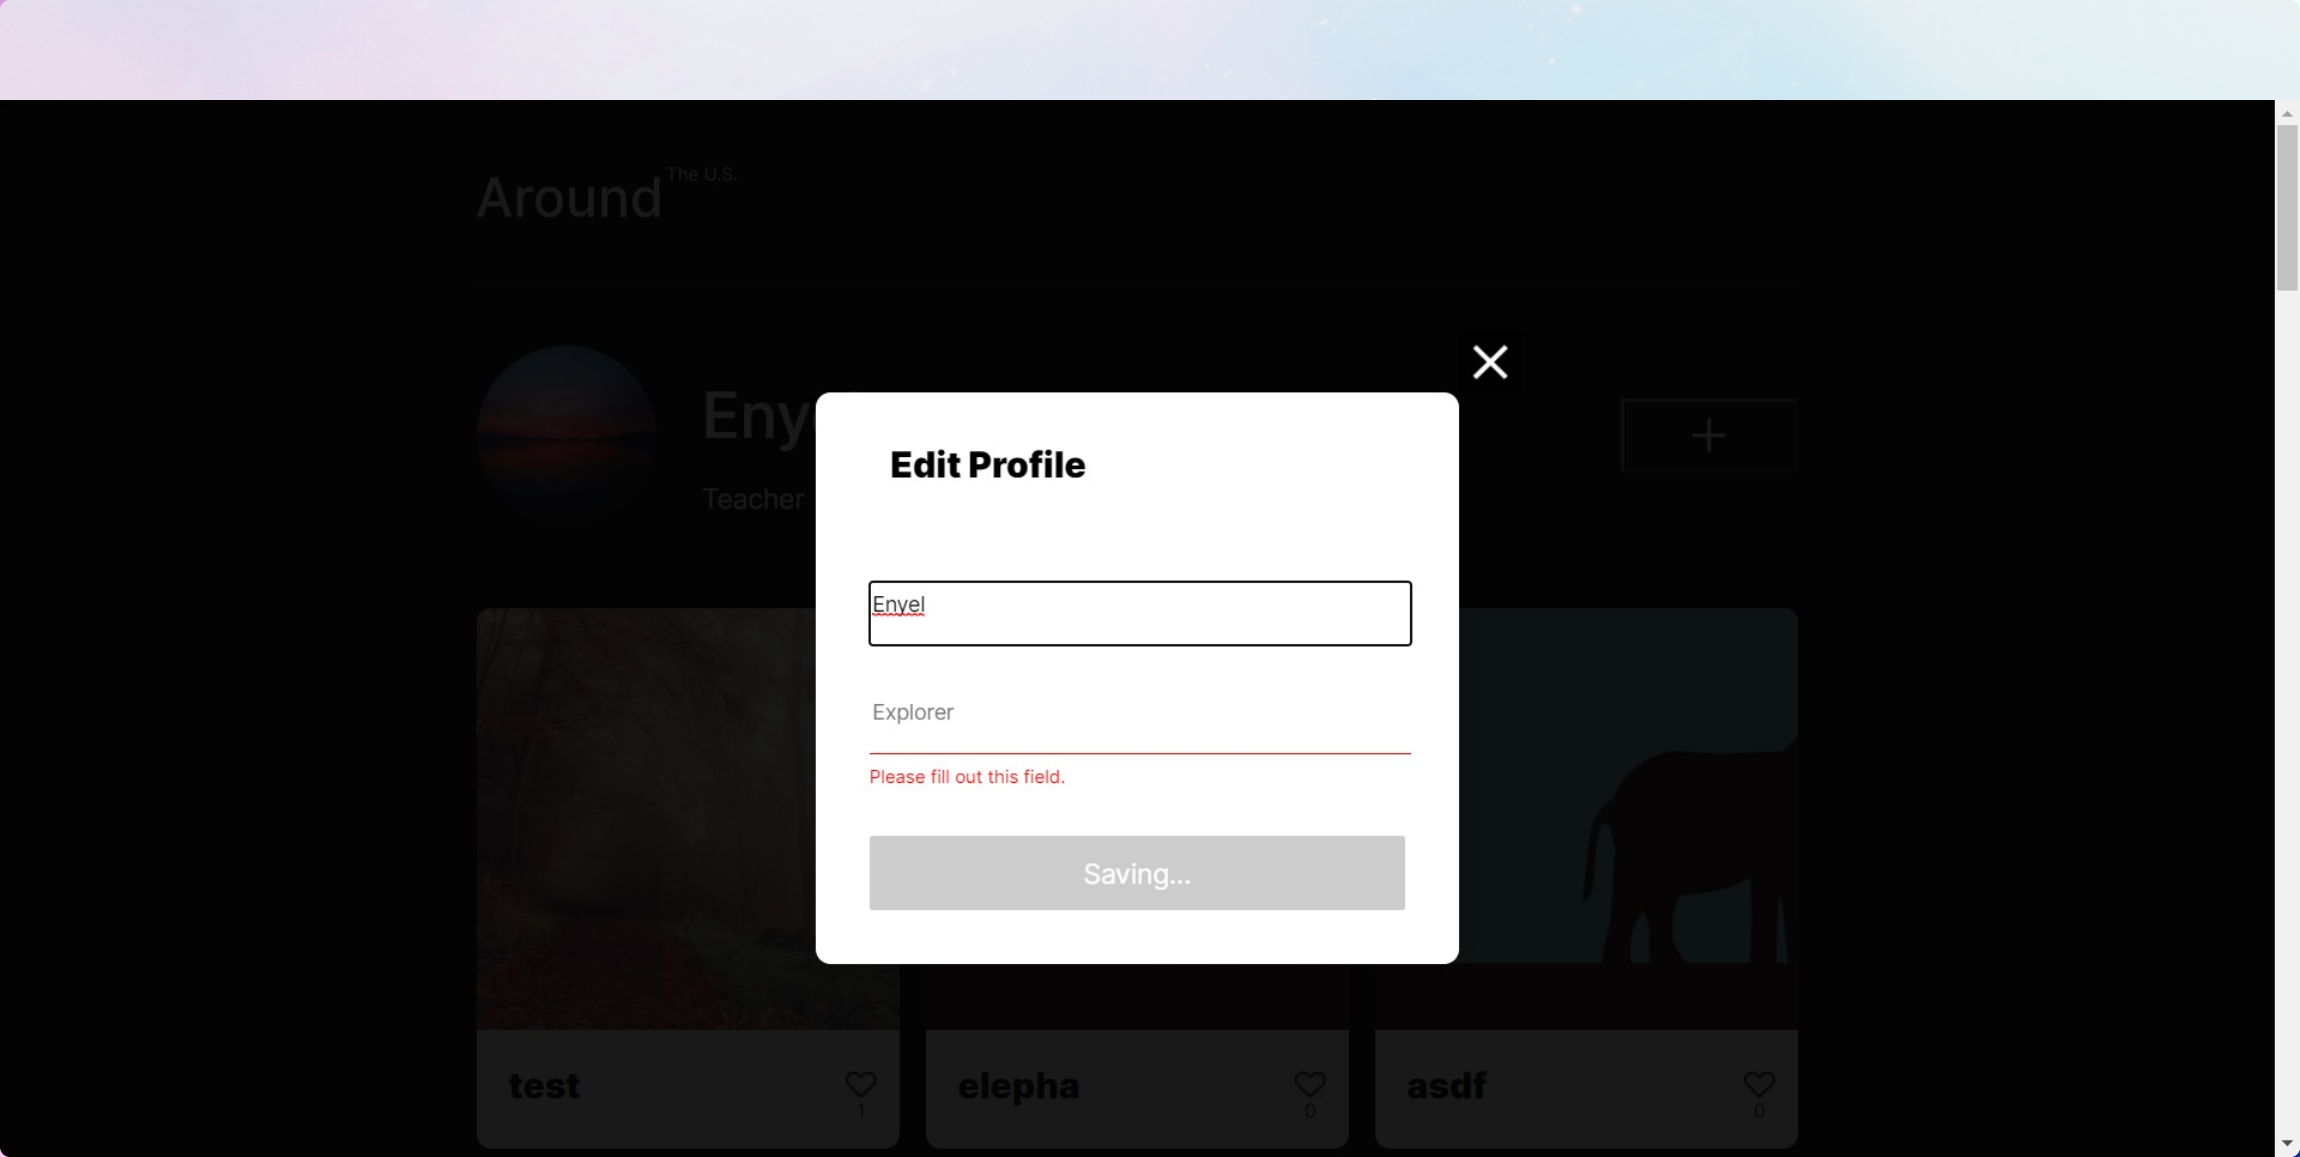 Around The U.S.
Eny
Teacher
Edit Profile
Enyel
Explorer
Please fill out this field.
Saving...
test
1
elepha
0
asdf
0